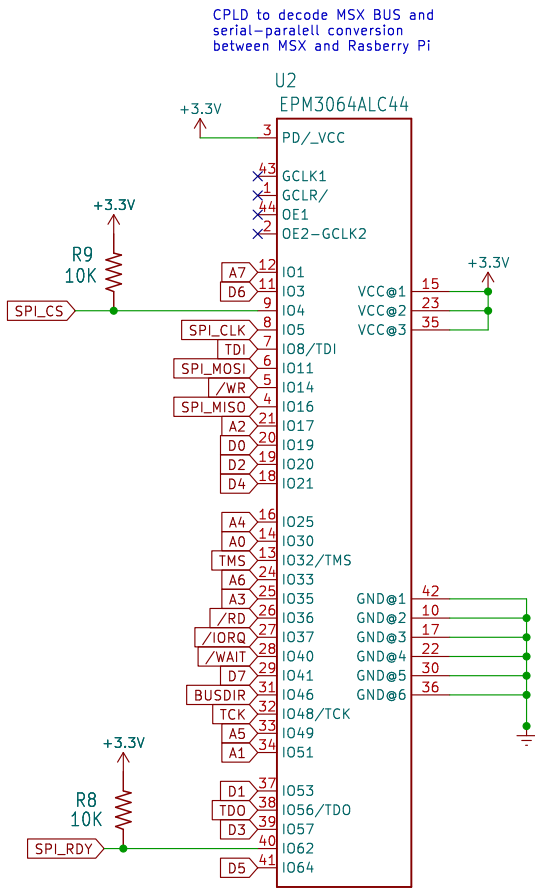 CPLD to decode MSX BUS and
serial-paralell conversion
between MSX and Rasberry Pi
U2
EPM3064ALC44
+3.3V
3 PD/_VCC
43 GCLK1
1 GCLR/
44 OE1
2 OE2-GCLK2
+3.3V
R9
10K
A7 12 IO1
D6 11 IO3
SPI_CS 9 IO4
SPI_CLK 8 IO5
TDI 7 IO8/TDI
SPI_MOSI 6 IO11
/WR 5 IO14
SPI_MISO 4 IO16
A2 21 IO17
D0 20 IO19
D2 19 IO20
D4 18 IO21
A4 16 IO25
A0 14 IO30
TMS 13 IO32/TMS
A6 24 IO33
A3 25 IO35
/RD 26 IO36
/IORQ 27 IO37
/WAIT 28 IO40
D7 29 IO41
BUSDIR 31 IO46
TCK 32 IO48/TCK
A5 33 IO49
A1 34 IO51
+3.3V
R8
10K
D1 37 IO53
TDO 38 IO56/TDO
D3 39 IO57
SPI_RDY 40 IO62
D5 41 IO64
+3.3V
VCC@1 15
VCC@2 23
VCC@3 35
GND@1 42
GND@2 10
GND@3 17
GND@4 22
GND@5 30
GND@6 36